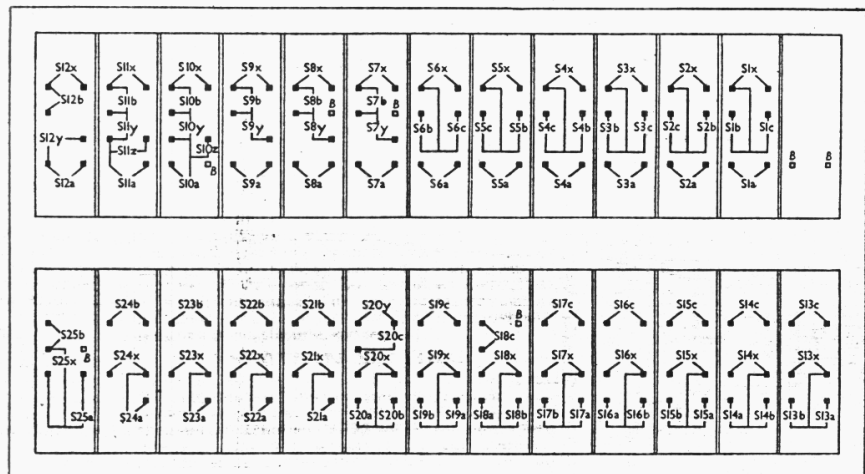 S12x S11x S10x S9x S8x S7x S6x S5x S4x S3x S2x S1x
S12b S11b S10b S9b S8b B S7b B
S12y S11y S10y S9y S8y S7y S6b S6c S5c S5b S4c S4b S3b S3c S2c S2b S1b S1c
S11z S10z B B B
S12a S11a S10a S9a S8a S7a S6a S5a S4a S3a S2a S1a
S24b S23b S22b S21b S20y S19c B S17c S16c S15c S14c S13c
S25b S20c S18c
S25x B S24x S23x S22x S21x S20x S19x S18x S17x S16x S15x S14x S13x
S25a S24a S23a S22a S21a S20a S20b S19b S19a S18a S18b S17b S17a S16a S16b S15b S15a S14a S14b S13b S13a